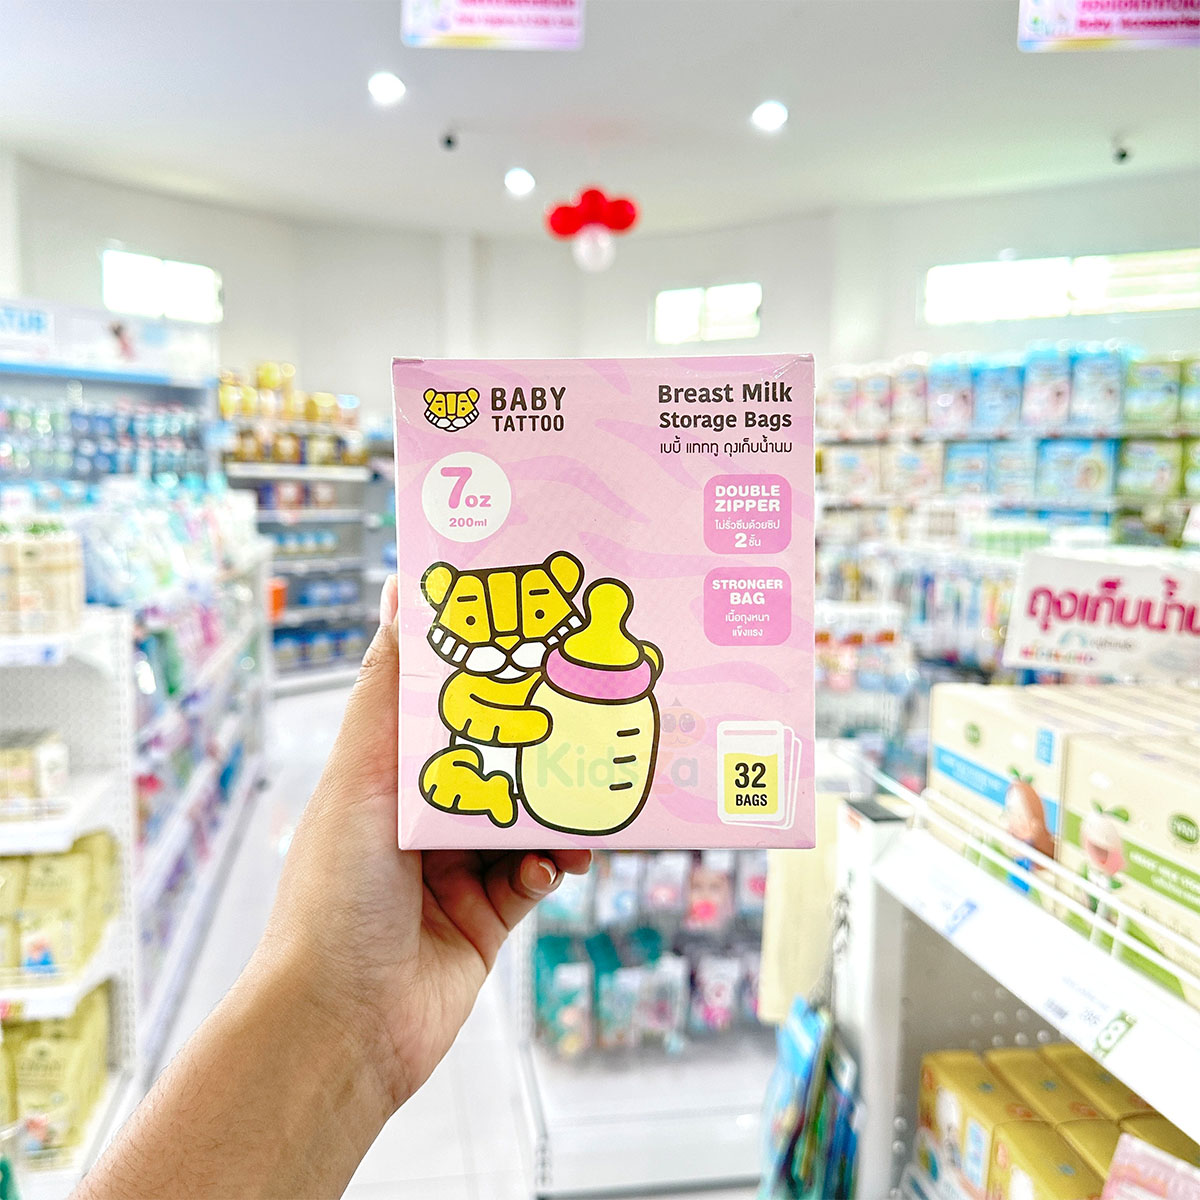 BABY
TATTOO
Breast Milk
Storage Bags
เบบี้ แทททู ถุงเก็บน้ำนม
7oz
200ml
DOUBLE
ZIPPER
ไม่รั่วซึมด้วยซิป
2 ชั้น
STRONGER
BAG
เนื้อถุงหนา
แข็งแรง
32
BAGS
ถุงเก็บน้ำน